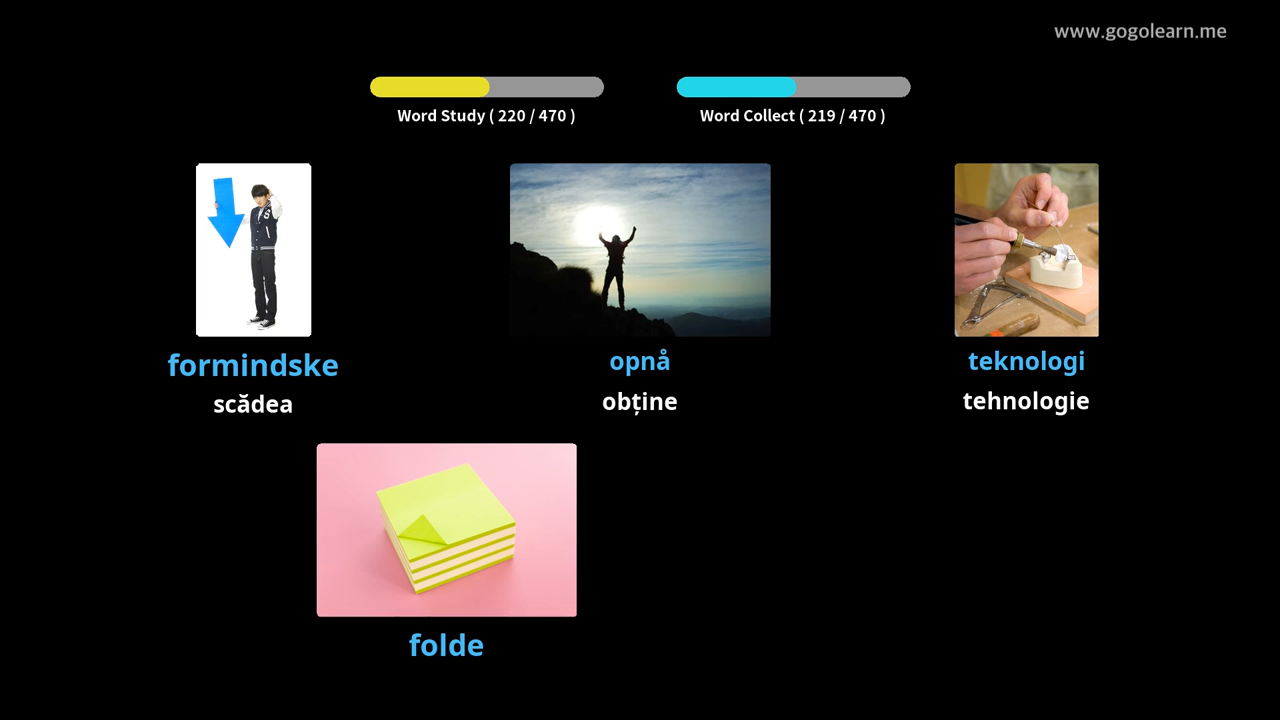 www.gogolearn.me
Word Study ( 220 / 470 )
Word Collect ( 219 / 470 )
formindske
scădea
opnå
obține
teknologi
tehnologie
folde